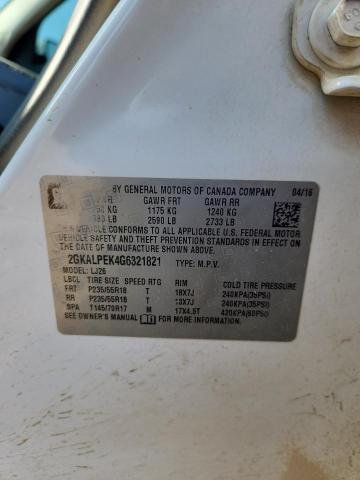 BY GENERAL MOTORS OF CANADA COMPANY 04/16
GAWR FRT GAWR RR
KG 1175 KG 1240 KG
LB 2590 LB 2733 LB
THIS VEHICLE CONFORMS TO ALL APPLICABLE U.S. FEDERAL MOTOR
VEHICLE SAFETY AND THEFT PREVENTION STANDARDS IN EFFECT ON THE DATE
OF MANUFACTURE SHOWN ABOVE.
2GKALPEK4G6321821 TYPE: M.P.V.
MODEL: LJ26
LOC TIRE SIZE SPEED RTG RIM COLD TIRE PRESSURE
FRT P235/55R18 T 18X7J 240KPA(35PSI)
RR P235/55R18 T 18X7J 240KPA(35PSI)
SPA T145/70R17 M 17X4.5T 420KPA(60PSI)
SEE OWNER'S MANUAL FOR ADDITIONAL INFORMATION.